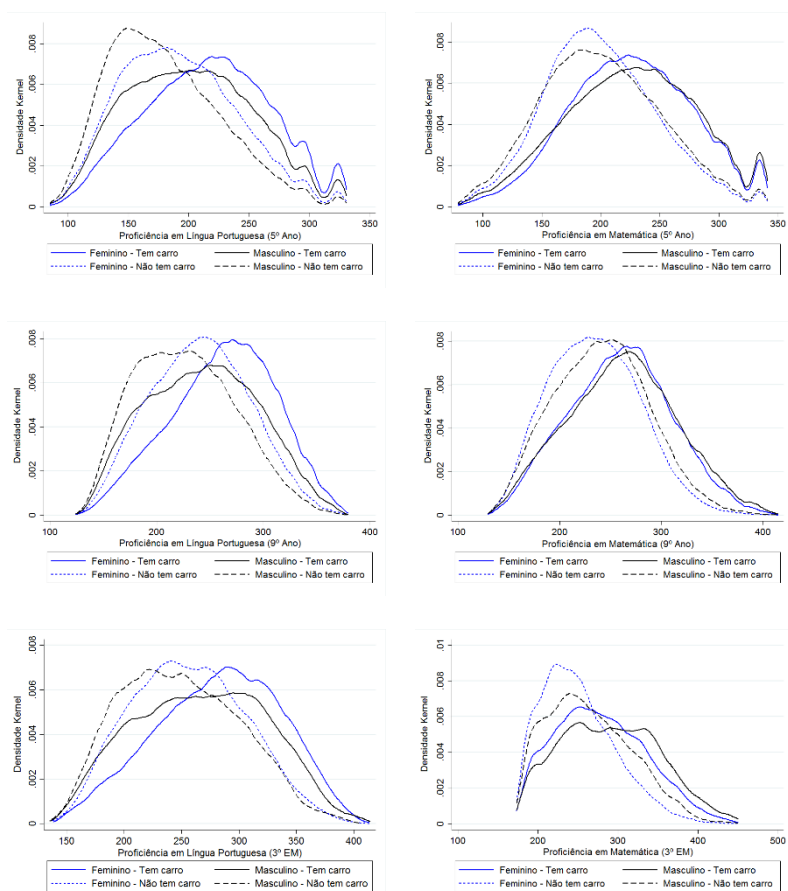 Densidade Kernel
0 .002 .004 .006 .008
100 150 200 250 300 350
Proficiência em Língua Portuguesa (5º Ano)
Feminino - Tem carro Masculino - Tem carro
Feminino - Não tem carro Masculino - Não tem carro
Densidade Kernel
0 .002 .004 .006 .008
100 150 200 250 300 350
Proficiência em Matemática (5º Ano)
Feminino - Tem carro Masculino - Tem carro
Feminino - Não tem carro Masculino - Não tem carro
Densidade Kernel
0 .002 .004 .006 .008
100 200 300 400
Proficiência em Língua Portuguesa (9º Ano)
Feminino - Tem carro Masculino - Tem carro
Feminino - Não tem carro Masculino - Não tem carro
Densidade Kernel
0 .002 .004 .006 .008
100 200 300 400
Proficiência em Matemática (9º Ano)
Feminino - Tem carro Masculino - Tem carro
Feminino - Não tem carro Masculino - Não tem carro
Densidade Kernel
0 .002 .004 .006 .008
150 200 250 300 350 400
Proficiência em Língua Portuguesa (3º EM)
Feminino - Tem carro Masculino - Tem carro
Feminino - Não tem carro Masculino - Não tem carro
Densidade Kernel
0 .002 .004 .006 .008 .01
200 300 400 500
Proficiência em Matemática (3º EM)
Feminino - Tem carro Masculino - Tem carro
Feminino - Não tem carro Masculino - Não tem carro